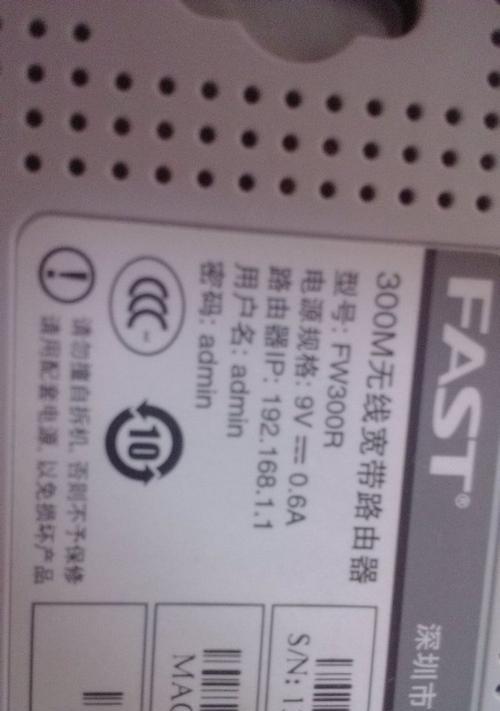 FAST®
深圳市
300M无线宽带路由器
型号: FW300R
电源规格: 9V⎓0.6A
路由器IP: 192.168.1.1
用户名: admin
密码: admin
10
请勿擅自拆机, 否则不予保修
请用配套电源, 以免损坏产品
S/N: 1
MAC